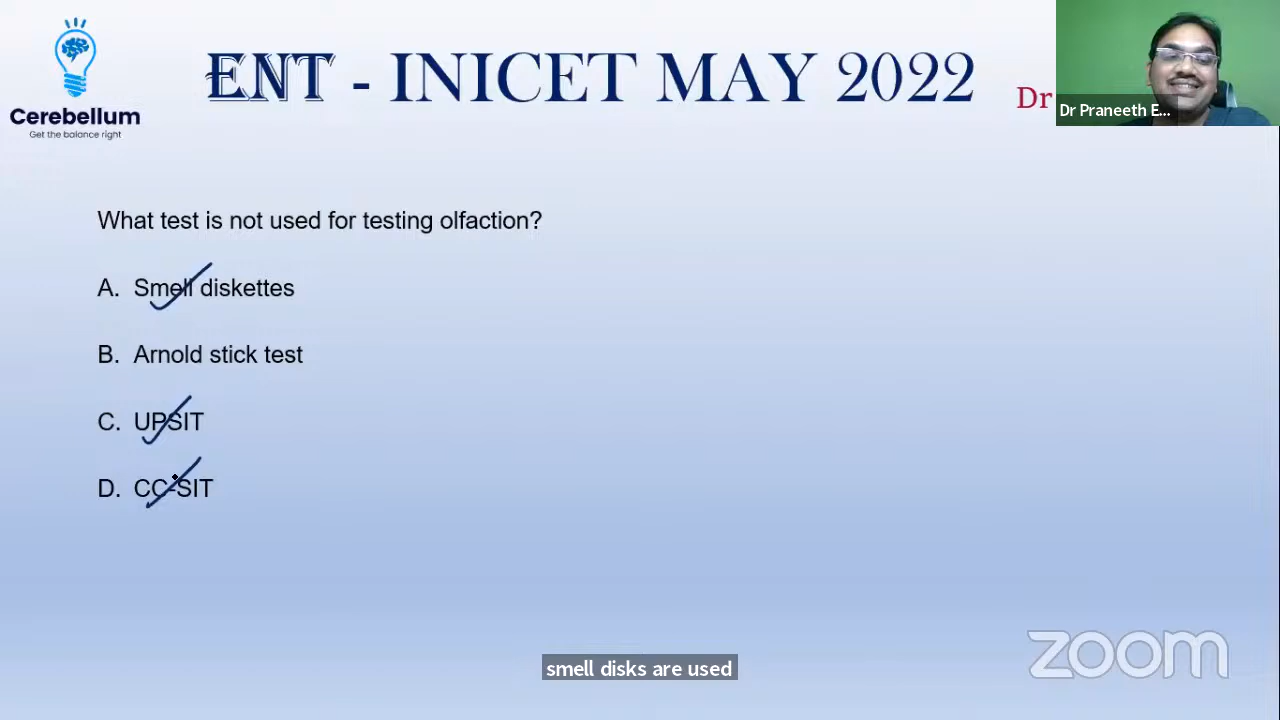 ENT - INICET MAY 2022
Dr
Dr Praneeth E...
Cerebellum
Get the balance right
What test is not used for testing olfaction?
A. Smell diskettes
B. Arnold stick test
C. UPSIT
D. CC-SIT
smell disks are used
zoom